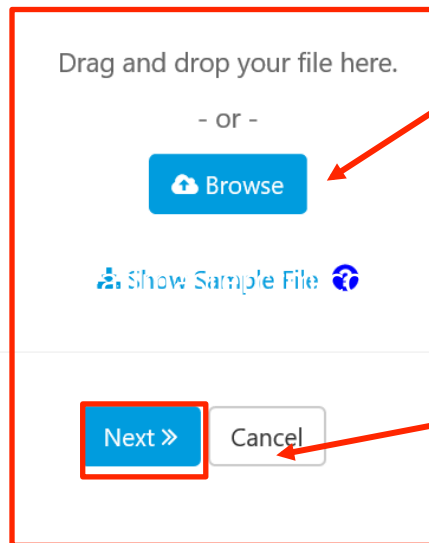 Drag and drop your file here.
- or -
Browse
Show Sample File
Next »
Cancel